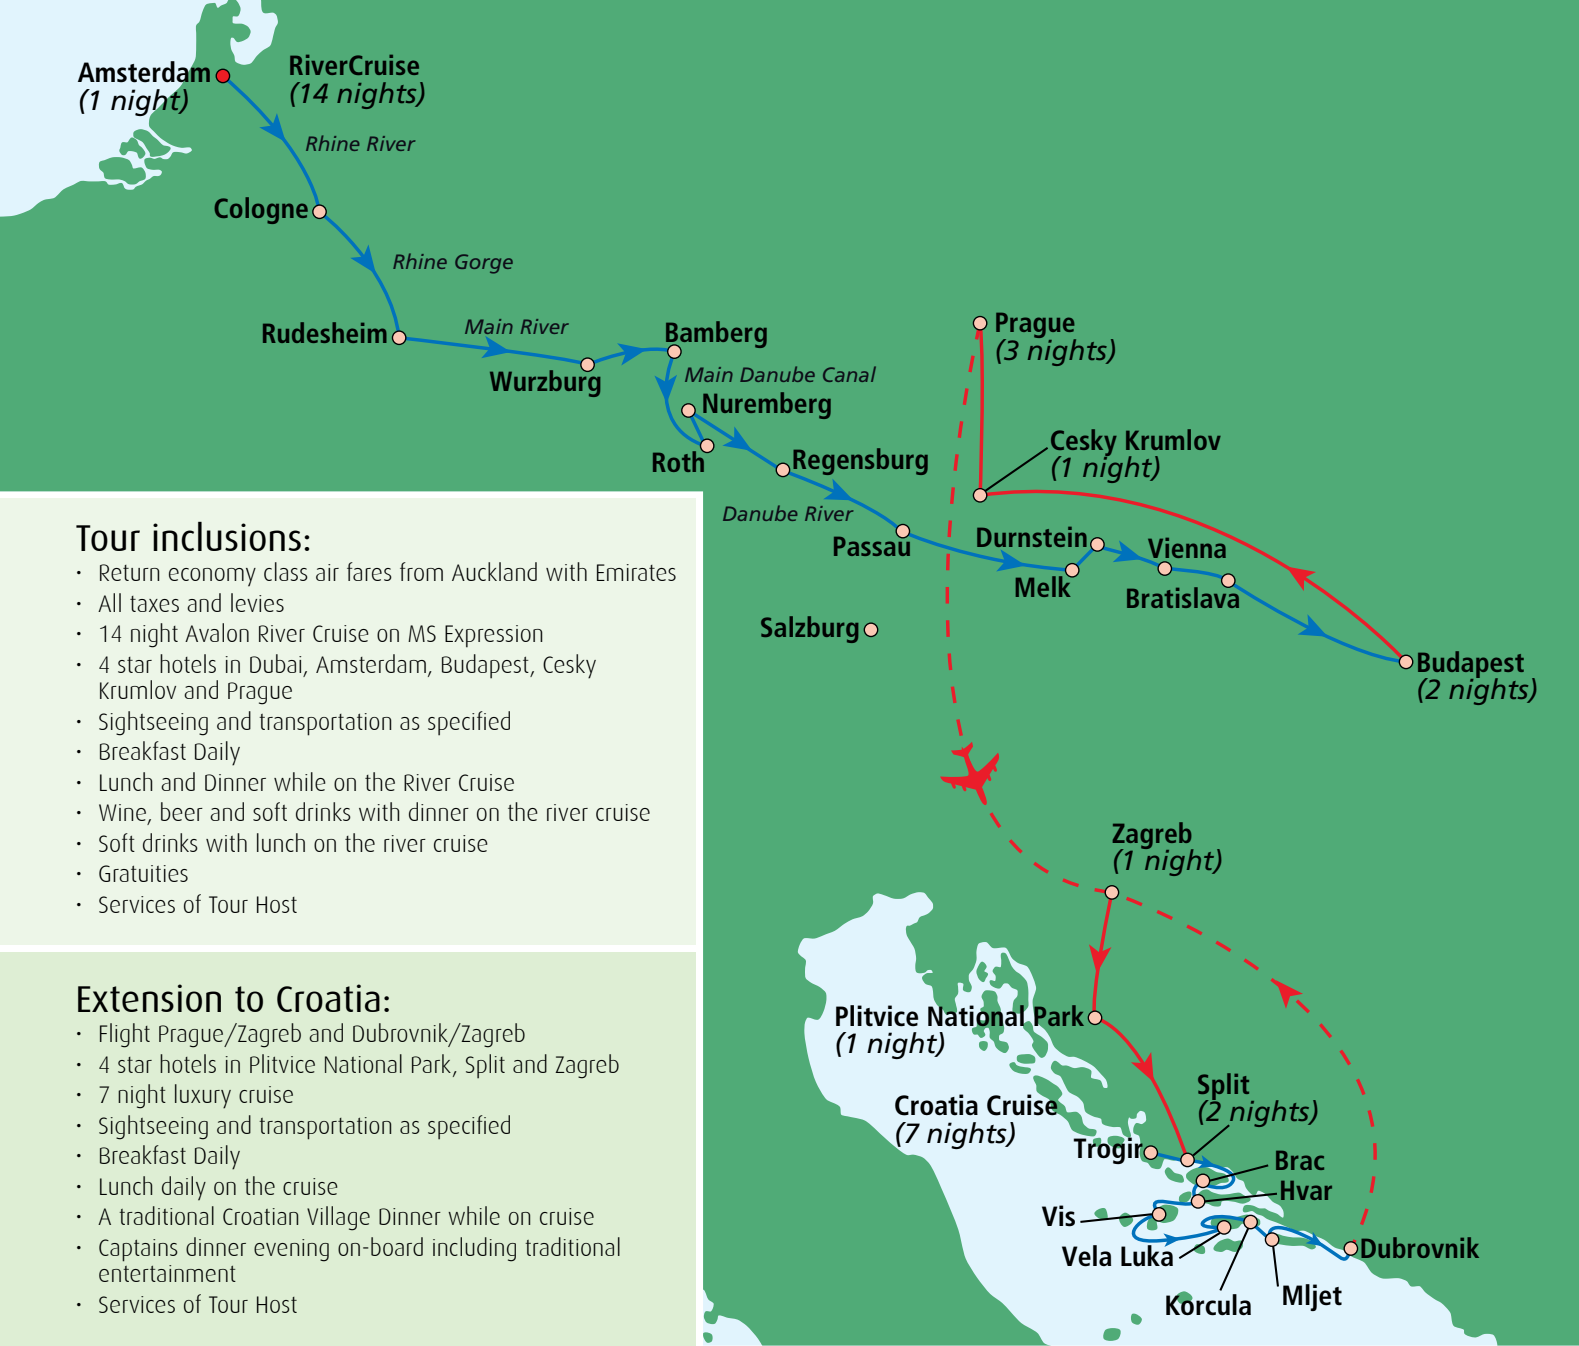 Amsterdam
(1 night)
RiverCruise
(14 nights)
Rhine River
Cologne
Rhine Gorge
Rudesheim
Main River
Wurzburg
Bamberg
Main Danube Canal
Nuremberg
Roth
Regensburg
Danube River
Passau
Prague
(3 nights)
Cesky Krumlov
(1 night)
Durnstein
Melk
Vienna
Bratislava
Salzburg
Budapest
(2 nights)
Tour inclusions:
• Return economy class air fares from Auckland with Emirates
• All taxes and levies
• 14 night Avalon River Cruise on MS Expression
• 4 star hotels in Dubai, Amsterdam, Budapest, Cesky
Krumlov and Prague
• Sightseeing and transportation as specified
• Breakfast Daily
• Lunch and Dinner while on the River Cruise
• Wine, beer and soft drinks with dinner on the river cruise
• Soft drinks with lunch on the river cruise
• Gratuities
• Services of Tour Host
Extension to Croatia:
• Flight Prague/Zagreb and Dubrovnik/Zagreb
• 4 star hotels in Plitvice National Park, Split and Zagreb
• 7 night luxury cruise
• Sightseeing and transportation as specified
• Breakfast Daily
• Lunch daily on the cruise
• A traditional Croatian Village Dinner while on cruise
• Captains dinner evening on-board including traditional
entertainment
• Services of Tour Host
Zagreb
(1 night)
Plitvice National Park
(1 night)
Croatia Cruise
(7 nights)
Split
(2 nights)
Trogir
Brac
Hvar
Vis
Vela Luka
Dubrovnik
Korcula
Mljet